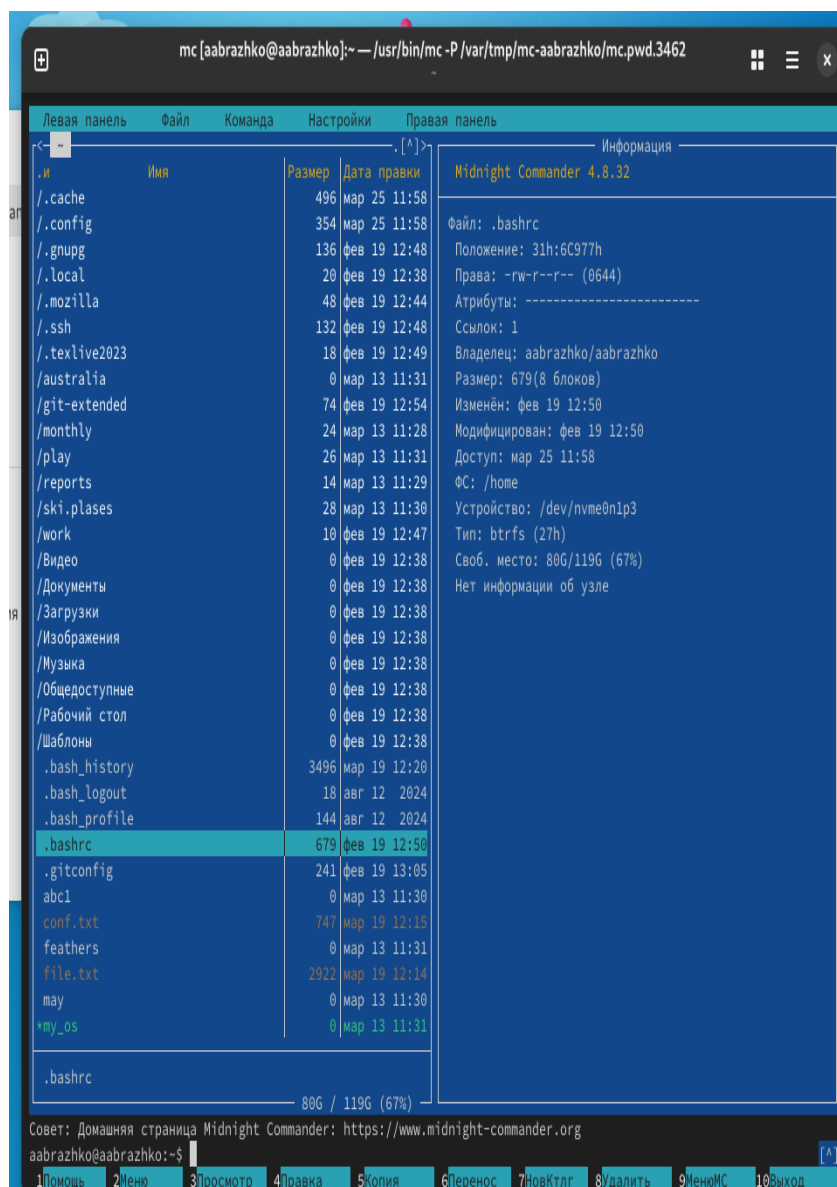 mc [aabrazhko@aabrazhko]:~ — /usr/bin/mc -P /var/tmp/mc-aabrazhko/mc.pwd.3462
~
Левая панель Файл Команда Настройки Правая панель
<- ~ .[^]> Информация
.и Имя Размер Дата правки Midnight Commander 4.8.32
/.cache 496 мар 25 11:58
/.config 354 мар 25 11:58 Файл: .bashrc
/.gnupg 136 фев 19 12:48 Положение: 31h:6C977h
/.local 20 фев 19 12:38 Права: -rw-r--r-- (0644)
/.mozilla 48 фев 19 12:44 Атрибуты: -------------------------
/.ssh 132 фев 19 12:48 Ссылок: 1
/.texlive2023 18 фев 19 12:49 Владелец: aabrazhko/aabrazhko
/australia 0 мар 13 11:31 Размер: 679(8 блоков)
/git-extended 74 фев 19 12:54 Изменён: фев 19 12:50
/monthly 24 мар 13 11:28 Модифицирован: фев 19 12:50
/play 26 мар 13 11:31 Доступ: мар 25 11:58
/reports 14 мар 13 11:29 ФС: /home
/ski.plases 28 мар 13 11:30 Устройство: /dev/nvme0n1p3
/work 10 фев 19 12:47 Тип: btrfs (27h)
/Видео 0 фев 19 12:38 Своб. место: 80G/119G (67%)
/Документы 0 фев 19 12:38 Нет информации об узле
/Загрузки 0 фев 19 12:38
/Изображения 0 фев 19 12:38
/Музыка 0 фев 19 12:38
/Общедоступные 0 фев 19 12:38
/Рабочий стол 0 фев 19 12:38
/Шаблоны 0 фев 19 12:38
.bash_history 3496 мар 19 12:20
.bash_logout 18 авг 12 2024
.bash_profile 144 авг 12 2024
.bashrc 679 фев 19 12:50
.gitconfig 241 фев 19 13:05
abc1 0 мар 13 11:30
conf.txt 747 мар 19 12:15
feathers 0 мар 13 11:31
file.txt 2922 мар 19 12:14
may 0 мар 13 11:30
*my_os 0 мар 13 11:31
.bashrc
80G / 119G (67%)
Совет: Домашняя страница Midnight Commander: https://www.midnight-commander.org
aabrazhko@aabrazhko:~$ [^]
1Помощь 2Меню 3Просмотр 4Правка 5Копия 6Перенос 7НовКтлг 8Удалить 9МенюMC 10Выход